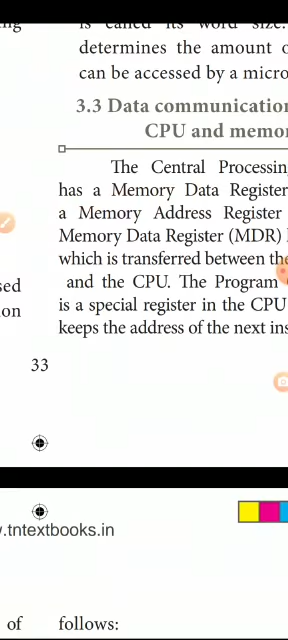 is called its word size.
determines the amount o
can be accessed by a micro
3.3 Data communication
CPU and memor
The Central Processin
has a Memory Data Register
a Memory Address Register
Memory Data Register (MDR)
which is transferred between the
sed and the CPU. The Program
ion is a special register in the CPU
keeps the address of the next ins
33
w.tntextbooks.in
of follows: